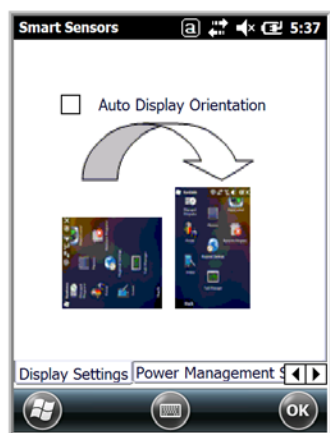 Smart Sensors a 5:37
Auto Display Orientation
Display Settings Power Management S
OK